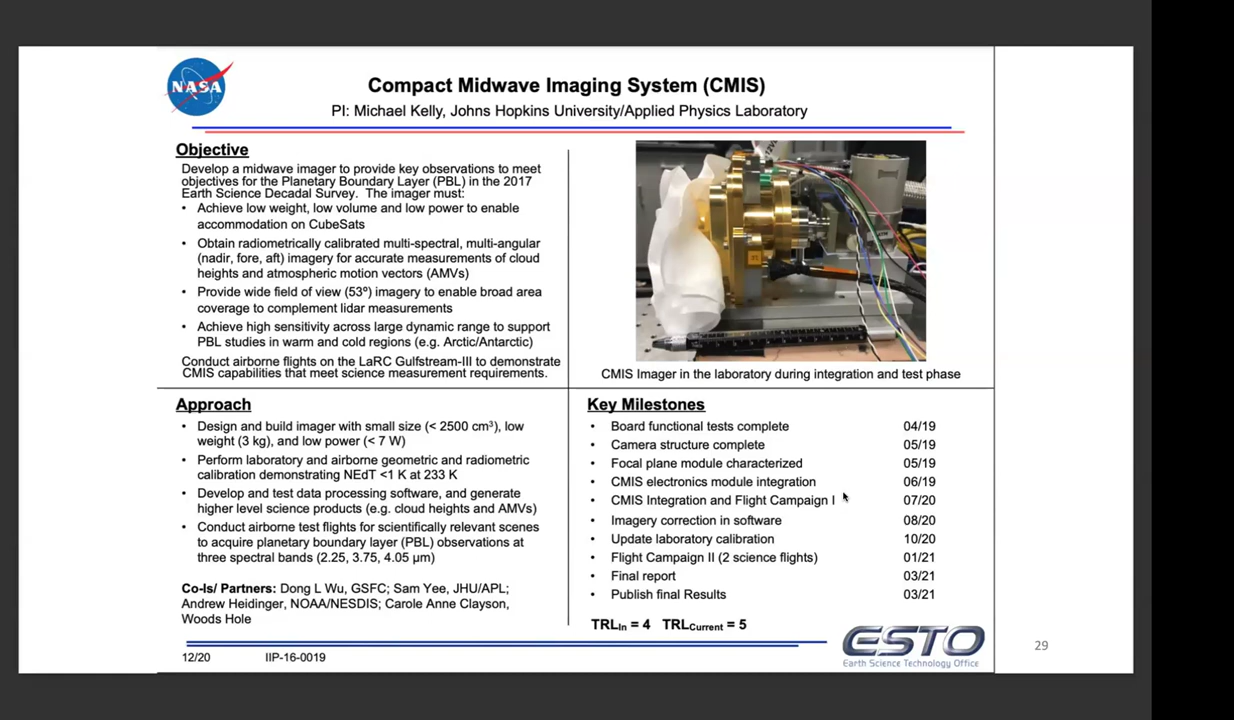 NASA
Compact Midwave Imaging System (CMIS)
PI: Michael Kelly, Johns Hopkins University/Applied Physics Laboratory
Objective
Develop a midwave imager to provide key observations to meet
objectives for the Planetary Boundary Layer (PBL) in the 2017
Earth Science Decadal Survey. The imager must:
• Achieve low weight, low volume and low power to enable
accommodation on CubeSats
• Obtain radiometrically calibrated multi-spectral, multi-angular
(nadir, fore, aft) imagery for accurate measurements of cloud
heights and atmospheric motion vectors (AMVs)
• Provide wide field of view (53º) imagery to enable broad area
coverage to complement lidar measurements
• Achieve high sensitivity across large dynamic range to support
PBL studies in warm and cold regions (e.g. Arctic/Antarctic)
Conduct airborne flights on the LaRC Gulfstream-III to demonstrate
CMIS capabilities that meet science measurement requirements.
CMIS Imager in the laboratory during integration and test phase
Approach
• Design and build imager with small size (< 2500 cm³), low
weight (3 kg), and low power (< 7 W)
• Perform laboratory and airborne geometric and radiometric
calibration demonstrating NEdT <1 K at 233 K
• Develop and test data processing software, and generate
higher level science products (e.g. cloud heights and AMVs)
• Conduct airborne test flights for scientifically relevant scenes
to acquire planetary boundary layer (PBL) observations at
three spectral bands (2.25, 3.75, 4.05 µm)
Co-Is/ Partners: Dong L Wu, GSFC; Sam Yee, JHU/APL;
Andrew Heidinger, NOAA/NESDIS; Carole Anne Clayson,
Woods Hole
Key Milestones
• Board functional tests complete 04/19
• Camera structure complete 05/19
• Focal plane module characterized 05/19
• CMIS electronics module integration 06/19
• CMIS Integration and Flight Campaign I 07/20
• Imagery correction in software 08/20
• Update laboratory calibration 10/20
• Flight Campaign II (2 science flights) 01/21
• Final report 03/21
• Publish final Results 03/21
TRLIn = 4 TRLCurrent = 5
12/20 IIP-16-0019
ESTO
Earth Science Technology Office
29